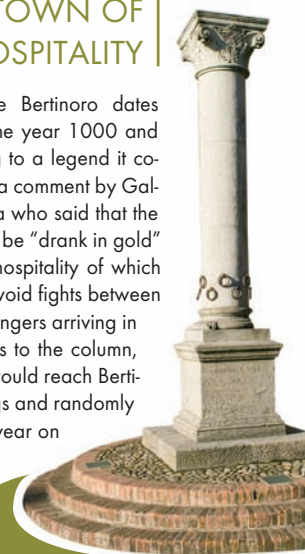 TOWN OF
OSPITALITY
e Bertinoro dates
he year 1000 and
g to a legend it co-
a comment by Gal-
a who said that the
be “drank in gold”
hospitality of which
void fights between
ngers arriving in
s to the column,
ould reach Berti-
gs and randomly
year on